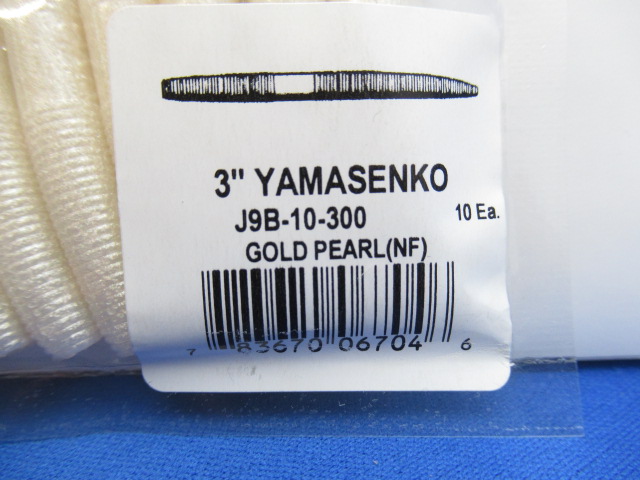 3" YAMASENKO
J9B-10-300 10 Ea.
GOLD PEARL(NF)
7 83670 06704 6